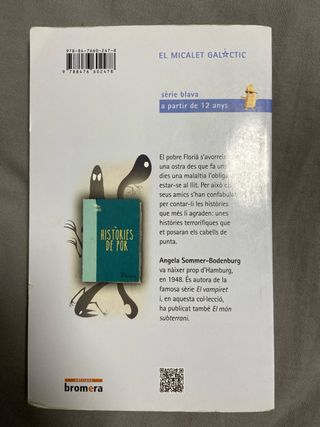 978-84-7660-247-8
9 788476 602478
EL MICALET GALÀCTIC
sèrie blava
a partir de 12 anys
El pobre Florià s'avorreix
una ostra des que fa uns
dies una malaltia l'obliga
estar-se al llit. Per això els
seus amics s'han confabulat
per contar-li les històries
que més li agraden: unes
històries terrorífiques que
et posaran els cabells de
punta.
HISTÒRIES
DE POR
Angela Sommer-Bodenburg
va nàixer prop d'Hamburg,
en 1948. És autora de la
famosa sèrie El vampiret
i, en aquesta col·lecció,
ha publicat també El món
subterrani.
edicions
bromera